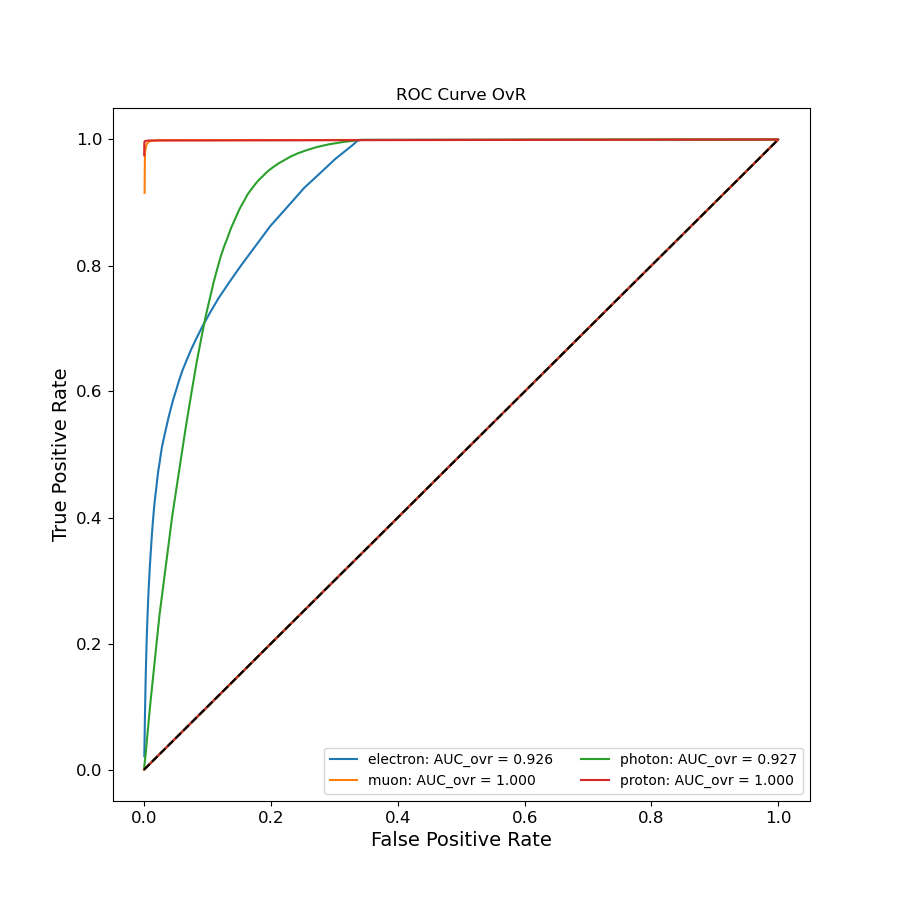 ROC Curve OvR
True Positive Rate
1.0
0.8
0.6
0.4
0.2
0.0
electron: AUC_ovr = 0.926
muon: AUC_ovr = 1.000
photon: AUC_ovr = 0.927
proton: AUC_ovr = 1.000
0.0 0.2 0.4 0.6 0.8 1.0
False Positive Rate